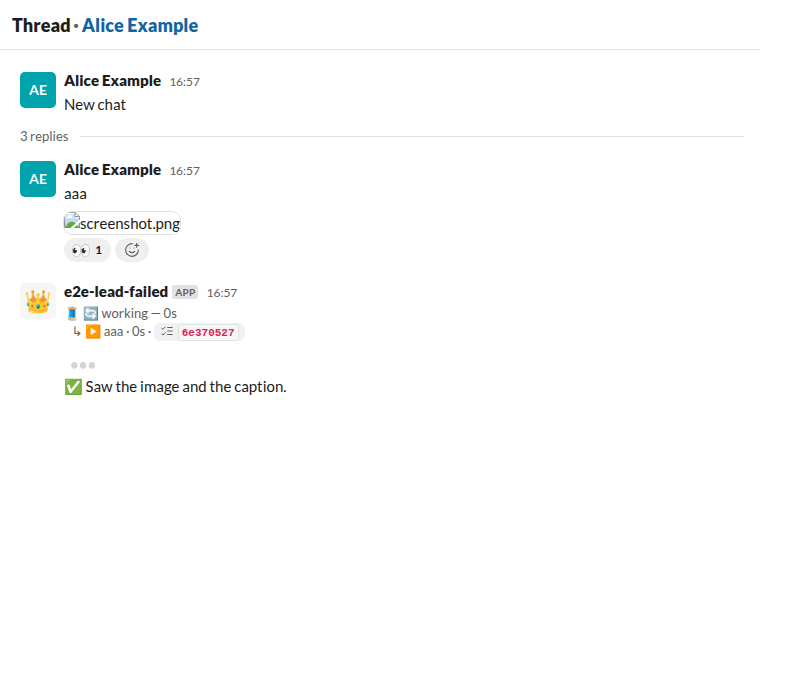 Thread · Alice Example
AE
Alice Example 16:57
New chat
3 replies
AE
Alice Example 16:57
aaa
screenshot.png
👀 1
e2e-lead-failed APP 16:57
🧵 🔄 working — 0s
↳ ▶️ aaa · 0s · 6e370527
✅ Saw the image and the caption.